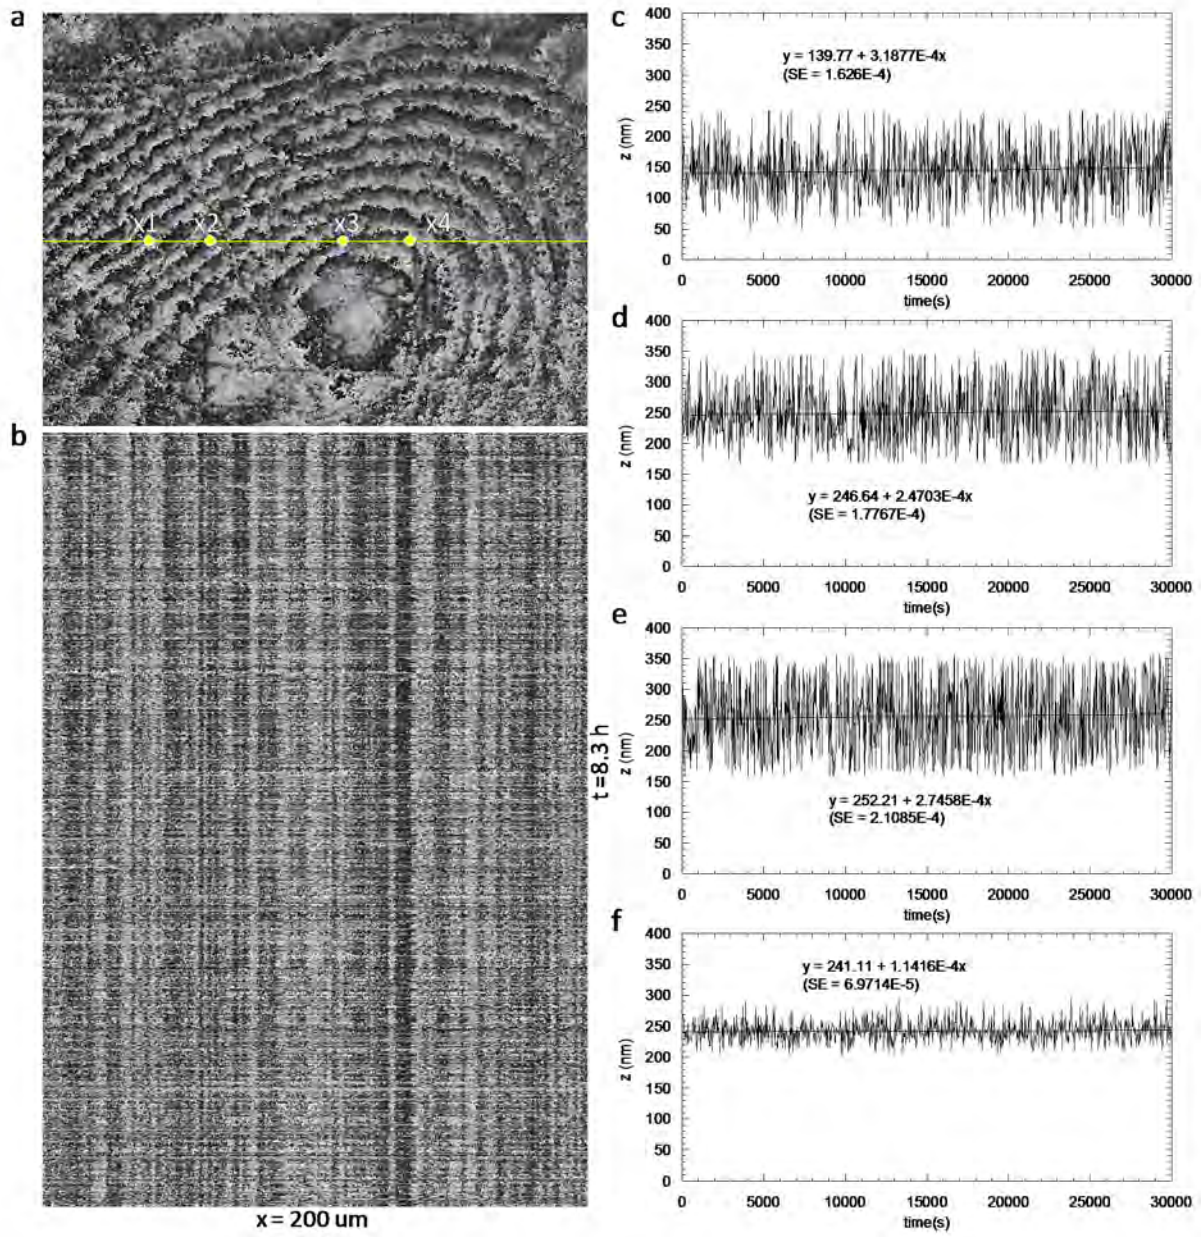 a
x1 x2 x3 x4
b
t=8.3 h
x= 200 um
c
400
350
300
250
200
150
100
50
0
z (nm)
y = 139.77 + 3.1877E-4x
(SE = 1.626E-4)
0 5000 10000 15000 20000 25000 30000
time(s)
d
400
350
300
250
200
150
100
50
0
z (nm)
y = 246.64 + 2.4703E-4x
(SE = 1.7767E-4)
0 5000 10000 15000 20000 25000 30000
time(s)
e
400
350
300
250
200
150
100
50
0
z (nm)
y = 252.21 + 2.7458E-4x
(SE = 2.1085E-4)
0 5000 10000 15000 20000 25000 30000
time(s)
f
400
350
300
250
200
150
100
50
0
z (nm)
y = 241.11 + 1.1416E-4x
(SE = 6.9714E-5)
0 5000 10000 15000 20000 25000 30000
time(s)